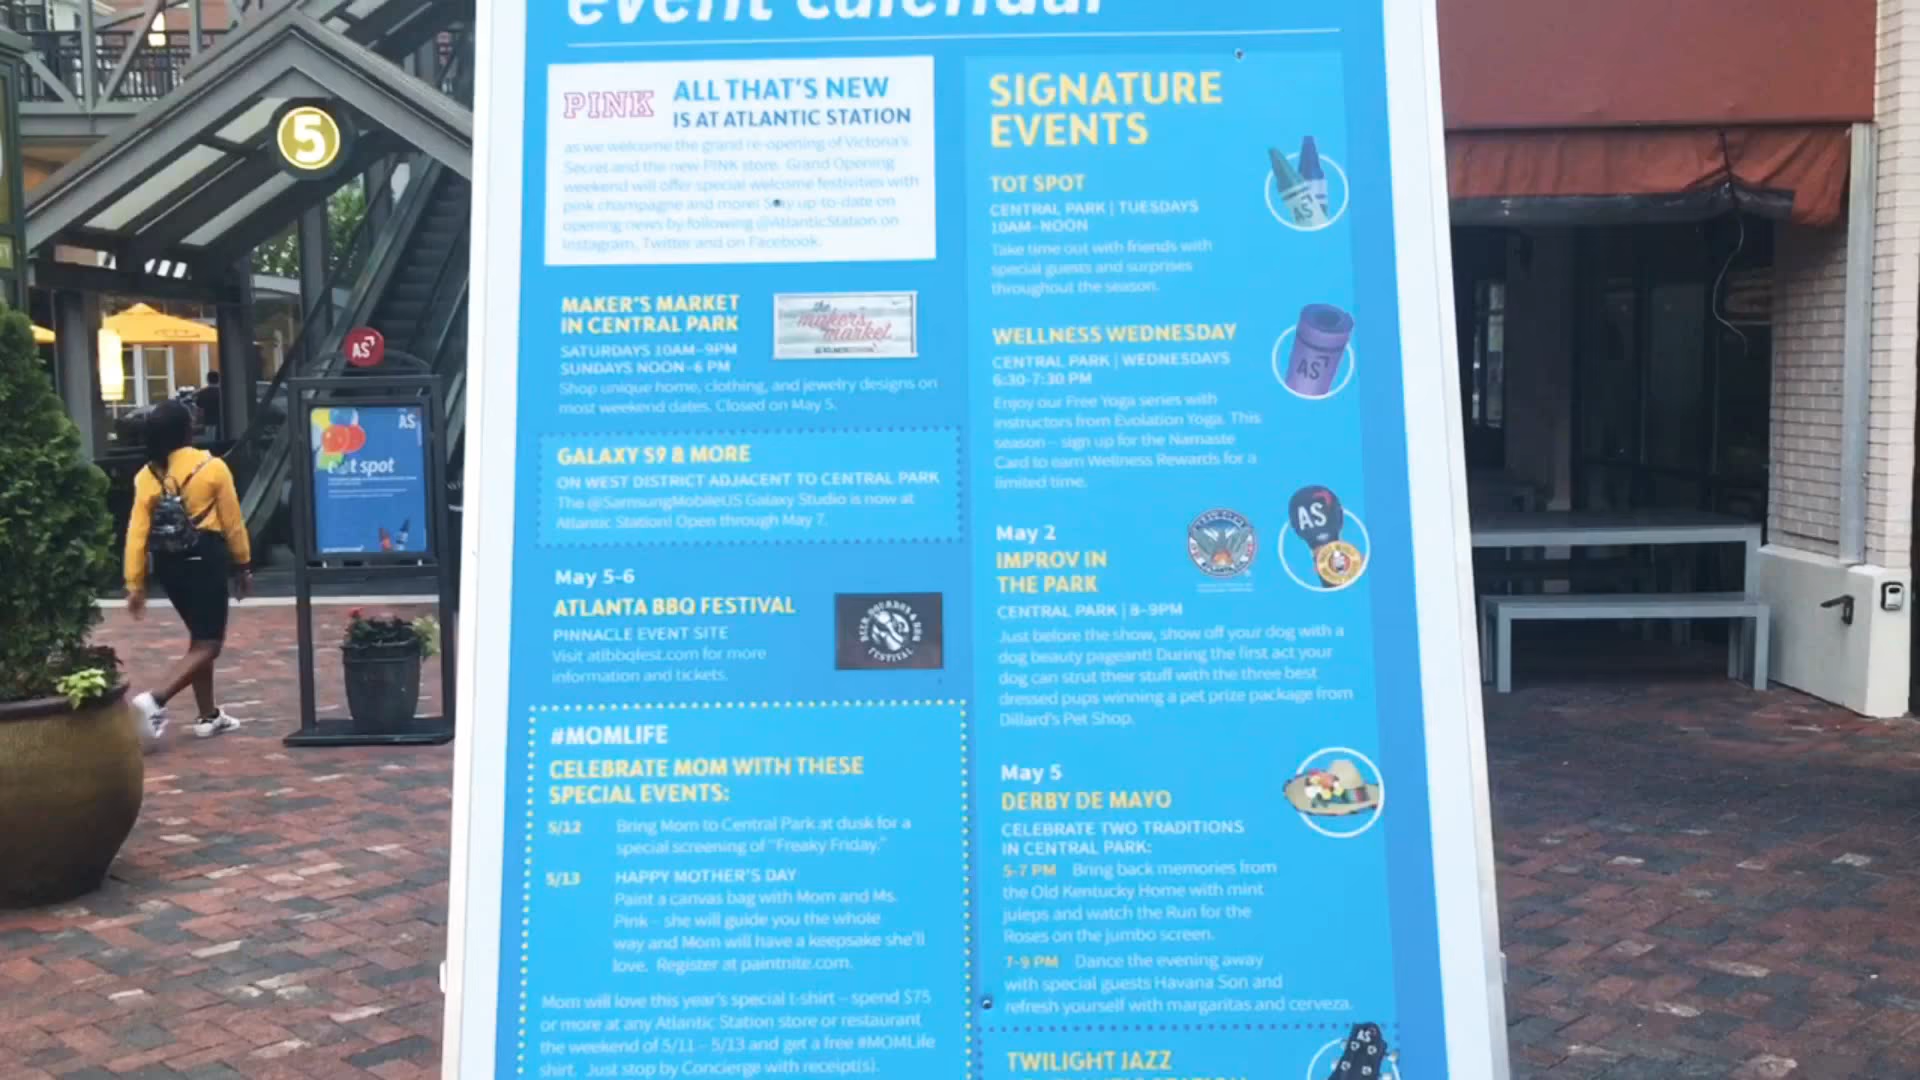 event calendar
PINK
ALL THAT'S NEW
IS AT ATLANTIC STATION
as we welcome the grand re-opening of Victoria's
Secret and the new PINK store. Grand Opening
weekend will offer special welcome festivities with
pink champagne and more! Stay up-to-date on
opening news by following @AtlanticStation on
Instagram, Twitter and on Facebook.
MAKER'S MARKET
IN CENTRAL PARK
SATURDAYS 10AM-9PM
SUNDAYS NOON-6 PM
Shop unique home, clothing, and jewelry designs on
most weekend dates. Closed on May 5.
the
maker's
market
GALAXY S9 & MORE
ON WEST DISTRICT ADJACENT TO CENTRAL PARK
The @SamsungMobileUS Galaxy Studio is now at
Atlantic Station! Open through May 7.
May 5-6
ATLANTA BBQ FESTIVAL
PINNACLE EVENT SITE
Visit atlbbqfest.com for more
information and tickets.
BEER, BOURBON & BBQ
FESTIVAL
#MOMLIFE
CELEBRATE MOM WITH THESE
SPECIAL EVENTS:
5/12 Bring Mom to Central Park at dusk for a
special screening of "Freaky Friday."
5/13 HAPPY MOTHER'S DAY
Paint a canvas bag with Mom and Ms.
Pink - she will guide you the whole
way and Mom will have a keepsake she'll
love. Register at paintnite.com.
Mom will love this year's special t-shirt – spend $75
or more at any Atlantic Station store or restaurant
the weekend of 5/11 - 5/13 and get a free #MOMLife
shirt. Just stop by Concierge with receipt(s).
SIGNATURE
EVENTS
TOT SPOT
CENTRAL PARK | TUESDAYS
10AM-NOON
Take time out with friends with
special guests and surprises
throughout the season.
AS
WELLNESS WEDNESDAY
CENTRAL PARK | WEDNESDAYS
6:30-7:30 PM
Enjoy our Free Yoga series with
instructors from Evolation Yoga. This
season – sign up for the Namaste
Card to earn Wellness Rewards for a
limited time.
AS
May 2
IMPROV IN
THE PARK
CENTRAL PARK | 8-9PM
Just before the show, show off your dog with a
dog beauty pageant! During the first act your
dog can strut their stuff with the three best
dressed pups winning a pet prize package from
Dillard's Pet Shop.
AS
May 5
DERBY DE MAYO
CELEBRATE TWO TRADITIONS
IN CENTRAL PARK:
5-7 PM Bring back memories from
the Old Kentucky Home with mint
juleps and watch the Run for the
Roses on the jumbo screen.
7-9 PM Dance the evening away
with special guests Havana Son and
refresh yourself with margaritas and cerveza.
TWILIGHT JAZZ
AS
5
AS
AS
tot spot